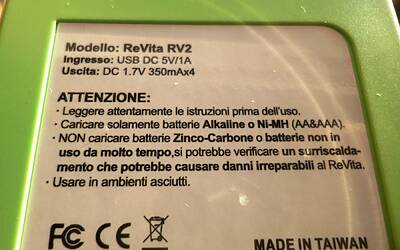 Modello: ReVita RV2
Ingresso: USB DC 5V/1A
Uscita: DC 1.7V 350mAx4
ATTENZIONE:
• Leggere attentamente le istruzioni prima dell'uso.
• Caricare solamente batterie Alkaline o Ni-MH (AA&AAA).
• NON caricare batterie Zinco-Carbone o batterie non in
uso da molto tempo,si potrebbe verificare un surriscalda-
mento che potrebbe causare danni irreparabili al ReVita.
• Usare in ambienti asciutti.
FC CE
MADE IN TAIWAN